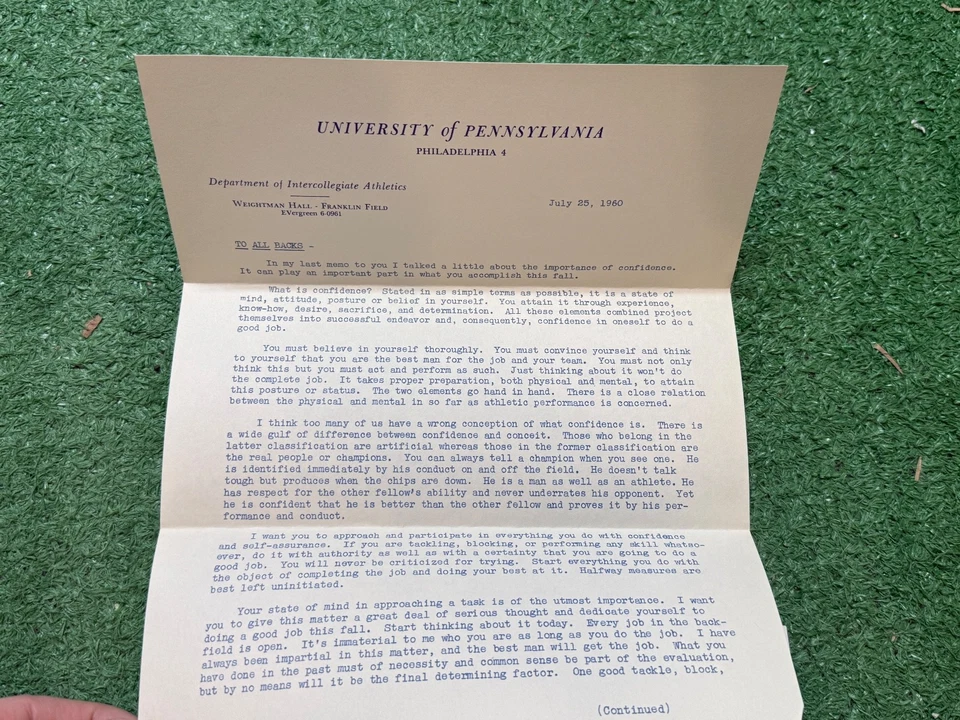 UNIVERSITY of PENNSYLVANIA
PHILADELPHIA 4
Department of Intercollegiate Athletics
WEIGHTMAN HALL - FRANKLIN FIELD
EVergreen 6-0961
July 25, 1960
TO ALL BACKS -
In my last memo to you I talked a little about the importance of confidence.
It can play an important part in what you accomplish this fall.
What is confidence? Stated in as simple terms as possible, it is a state of
mind, attitude, posture or belief in yourself. You attain it through experience,
know-how, desire, sacrifice, and determination. All these elements combined project
themselves into successful endeavor and, consequently, confidence in oneself to do a
good job.
You must believe in yourself thoroughly. You must convince yourself and think
to yourself that you are the best man for the job and your team. You must not only
think this but you must act and perform as such. Just thinking about it won't do
the complete job. It takes proper preparation, both physical and mental, to attain
this posture or status. The two elements go hand in hand. There is a close relation
between the physical and mental in so far as athletic performance is concerned.
I think too many of us have a wrong conception of what confidence is. There is
a wide gulf of difference between confidence and conceit. Those who belong in the
latter classification are artificial whereas those in the former classification are
the real people or champions. You can always tell a champion when you see one. He
is identified immediately by his conduct on and off the field. He doesn't talk
tough but produces when the chips are down. He is a man as well as an athlete. He
has respect for the other fellow's ability and never underrates his opponent. Yet
he is confident that he is better than the other fellow and proves it by his per-
formance and conduct.
I want you to approach and participate in everything you do with confidence
and self-assurance. If you are tackling, blocking, or performing any skill whatso-
ever, do it with authority as well as with a certainty that you are going to do a
good job. You will never be criticized for trying. Start everything you do with
the object of completing the job and doing your best at it. Halfway measures are
best left uninitiated.
Your state of mind in approaching a task is of the utmost importance. I want
you to give this matter a great deal of serious thought and dedicate yourself to
doing a good job this fall. Start thinking about it today. Every job in the back-
field is open. It's immaterial to me who you are as long as you do the job. I have
always been impartial in this matter, and the best man will get the job. What you
have done in the past must of necessity and common sense be part of the evaluation,
but by no means will it be the final determining factor. One good tackle, block,
(Continued)